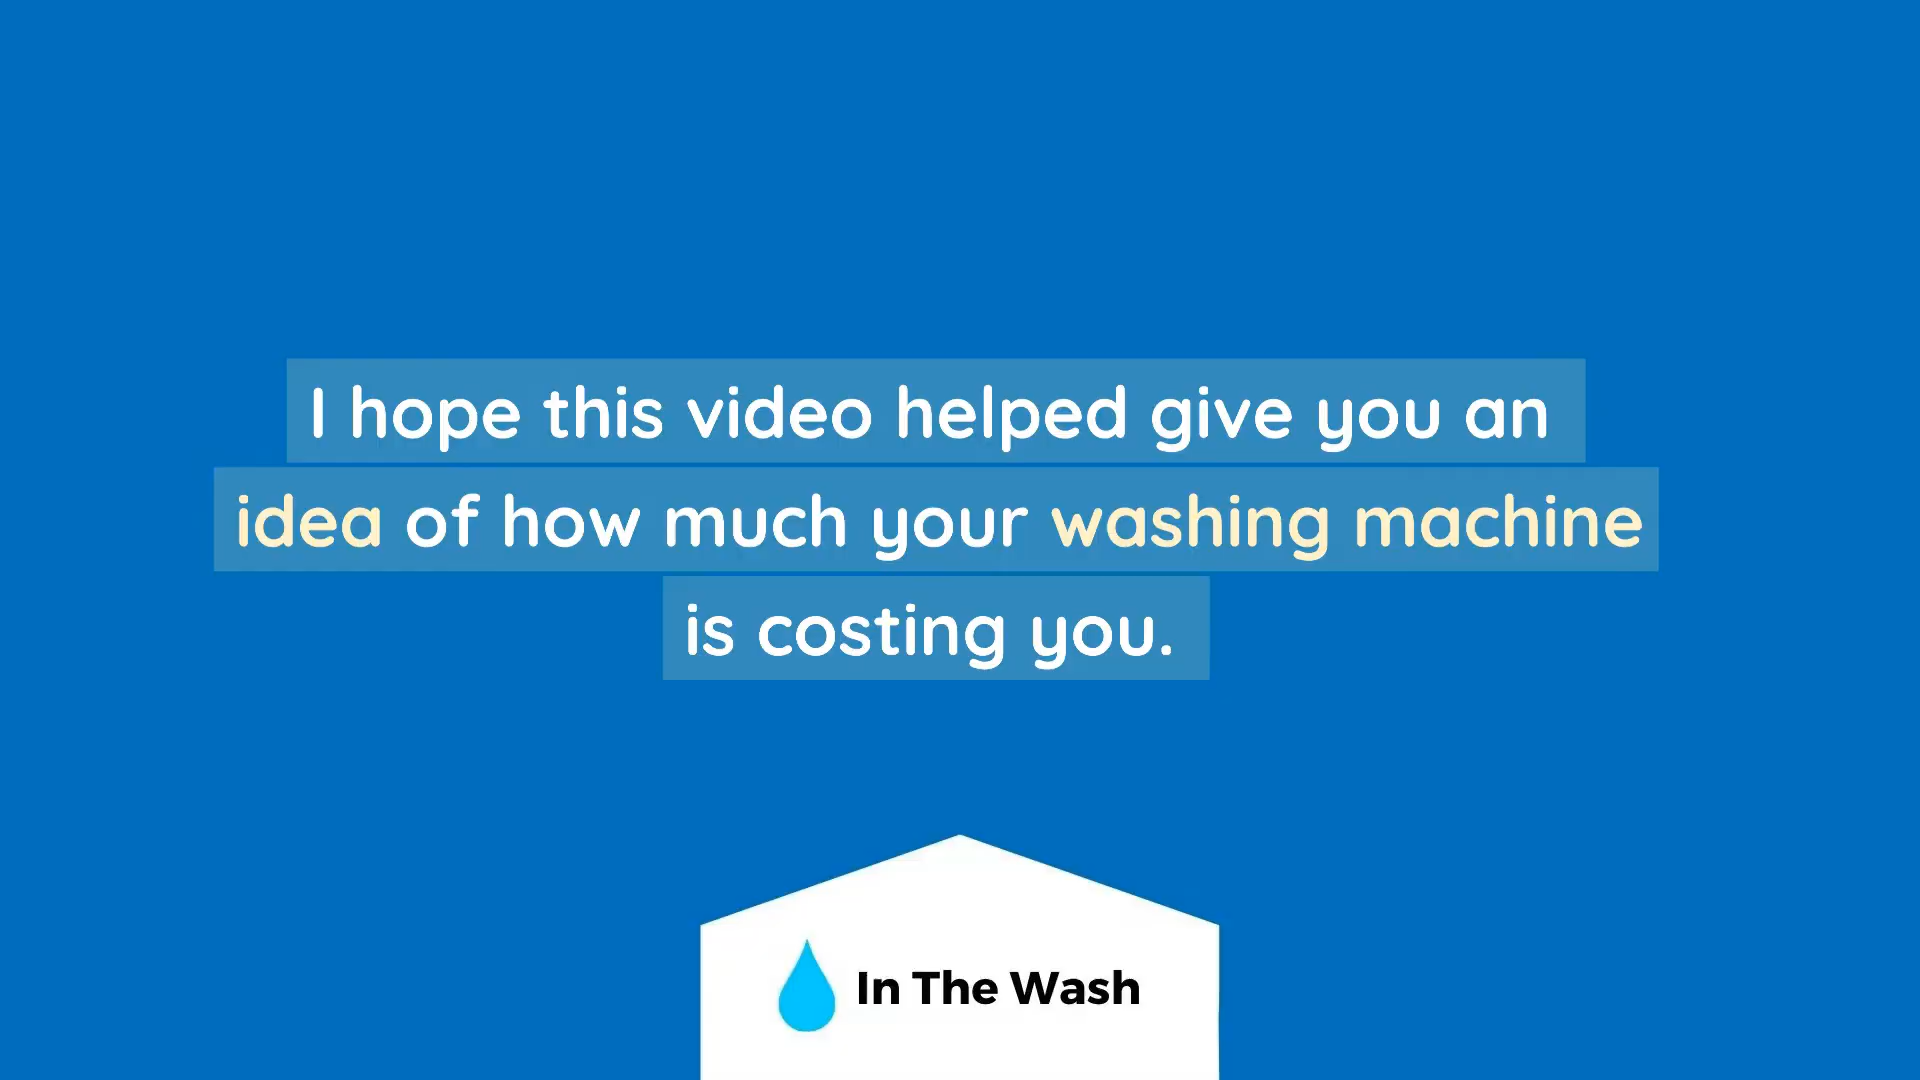 I hope this video helped give you an
idea of how much your washing machine
is costing you.
In The Wash